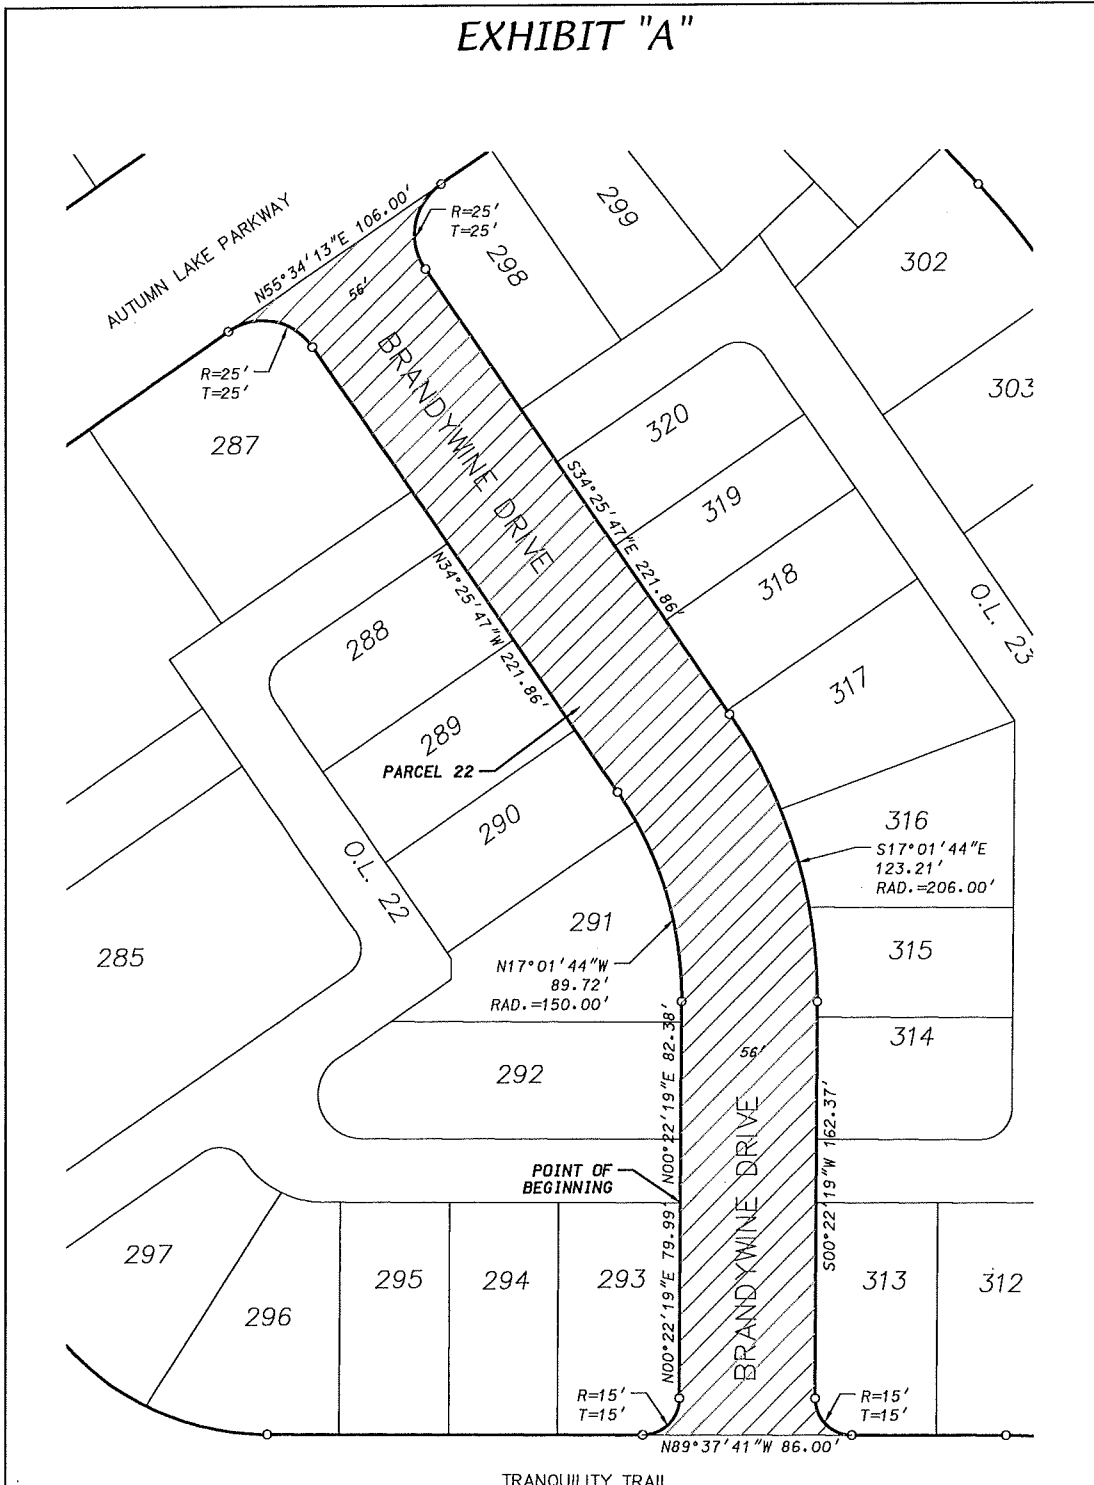 EXHIBIT "A"
AUTUMN LAKE PARKWAY
N55°34'13"E 106.00'
R=25'
T=25'
299
298
302
56'
R=25'
T=25'
BRANDYWINE DRIVE
303
287
320
S34°25'47"E 221.86'
319
318
N34°25'47"W 221.86'
O.L. 23
288
317
289
PARCEL 22
290
316
S17°01'44"E
123.21'
RAD.=206.00'
O.L. 22
291
285
315
N17°01'44"W
89.72'
RAD.=150.00'
314
56'
292
N00°22'19"E 82.38'
S00°22'19"W 162.37'
BRANDYWINE DRIVE
POINT OF
BEGINNING
N00°22'19"E 79.99'
297
295
294
293
313
312
296
R=15'
T=15'
R=15'
T=15'
N89°37'41"W 86.00'
TRANQUILITY TRAIL